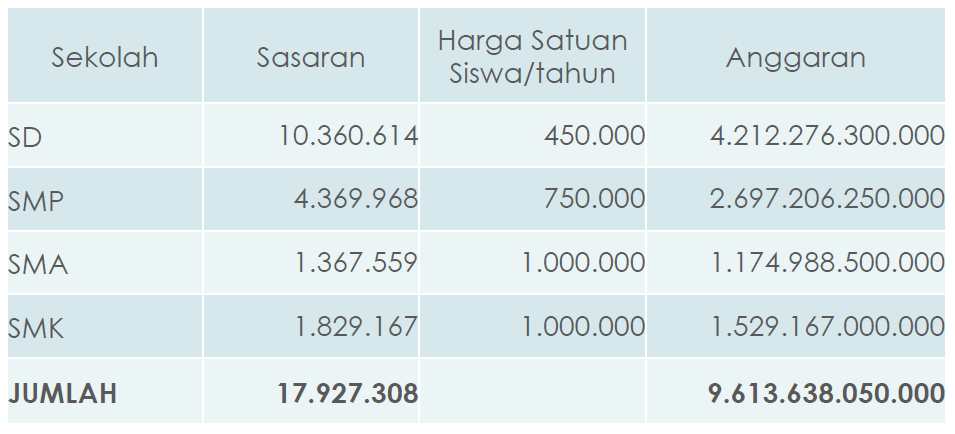 Sekolah Sasaran Harga Satuan Siswa/tahun Anggaran
SD 10.360.614 450.000 4.212.276.300.000
SMP 4.369.968 750.000 2.697.206.250.000
SMA 1.367.559 1.000.000 1.174.988.500.000
SMK 1.829.167 1.000.000 1.529.167.000.000
JUMLAH 17.927.308 9.613.638.050.000